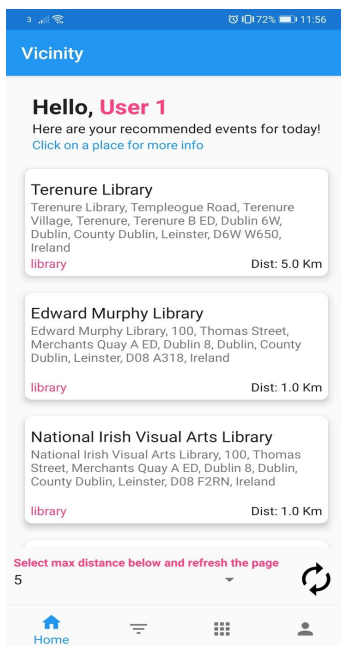 3 72% 11:56
Vicinity
Hello, User 1
Here are your recommended events for today!
Click on a place for more info
Terenure Library
Terenure Library, Templeogue Road, Terenure
Village, Terenure, Terenure B ED, Dublin 6W,
Dublin, County Dublin, Leinster, D6W W650,
Ireland
library Dist: 5.0 Km
Edward Murphy Library
Edward Murphy Library, 100, Thomas Street,
Merchants Quay A ED, Dublin 8, Dublin, County
Dublin, Leinster, D08 A318, Ireland
library Dist: 1.0 Km
National Irish Visual Arts Library
National Irish Visual Arts Library, 100, Thomas
Street, Merchants Quay A ED, Dublin 8, Dublin,
County Dublin, Leinster, D08 F2RN, Ireland
library Dist: 1.0 Km
Select max distance below and refresh the page
5
Home